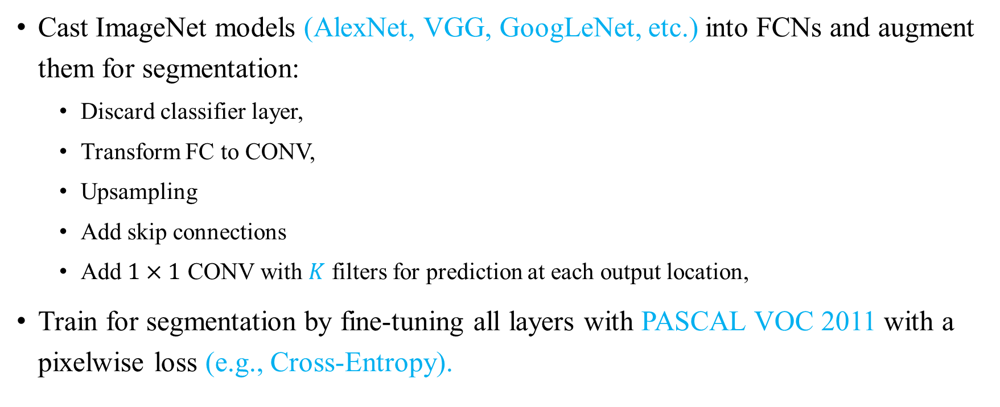 • Cast ImageNet models (AlexNet, VGG, GoogLeNet, etc.) into FCNs and augment
them for segmentation:
• Discard classifier layer,
• Transform FC to CONV,
• Upsampling
• Add skip connections
• Add 1 × 1 CONV with K filters for prediction at each output location,
• Train for segmentation by fine-tuning all layers with PASCAL VOC 2011 with a
pixelwise loss (e.g., Cross-Entropy).